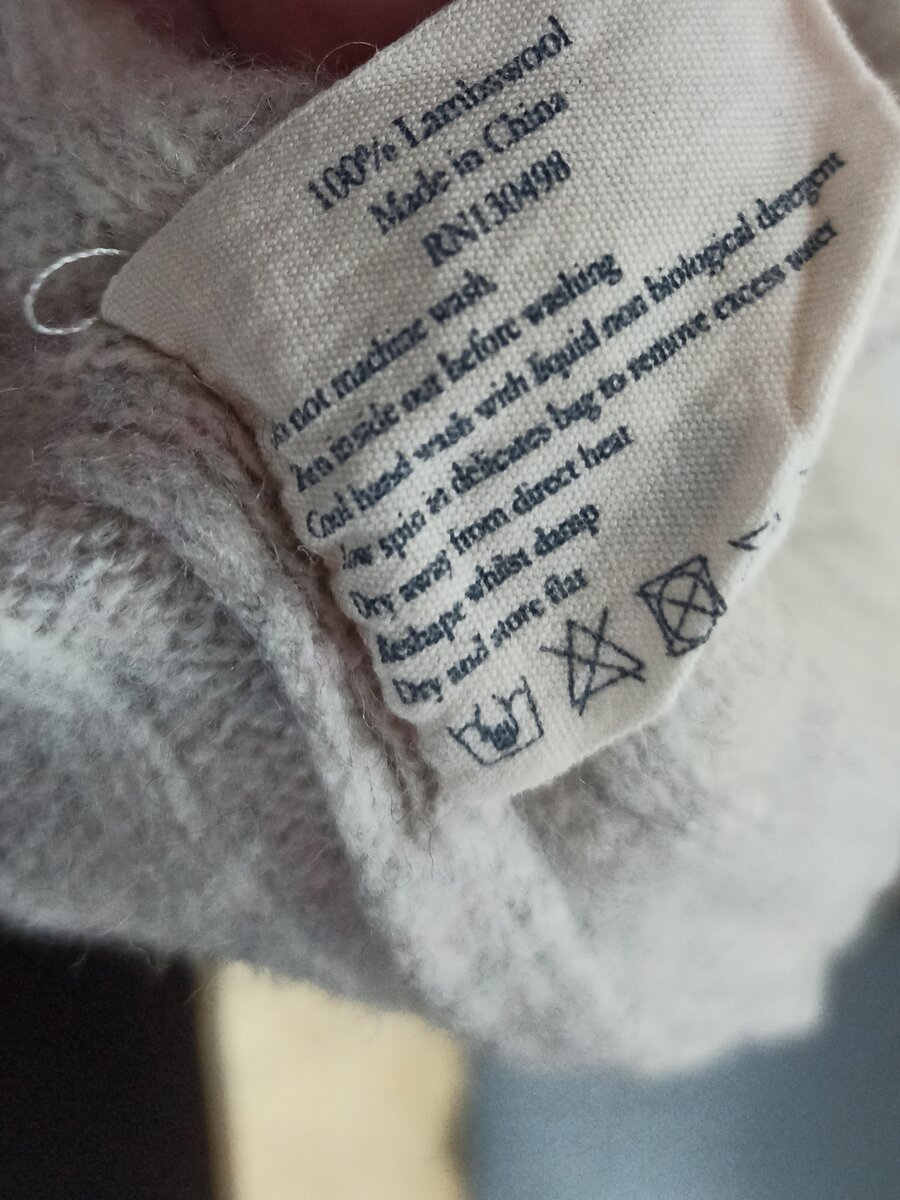 100% Lambswool
Made in China
RN130498
not machine wash
inside out before washing
Cool hand wash with liquid non biological detergent
spin in delicates bag to remove excess water
Dry away from direct heat
Reshape whilst damp
Dry and store flat